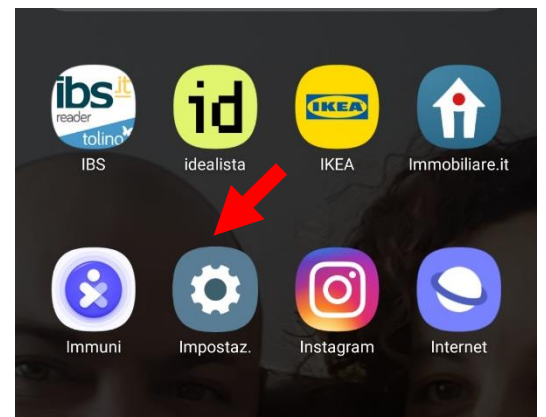 ibs.it
reader
tolino
id
IKEA
IBS
idealista
IKEA
Immobiliare.it
Immuni
Impostaz.
Instagram
Internet